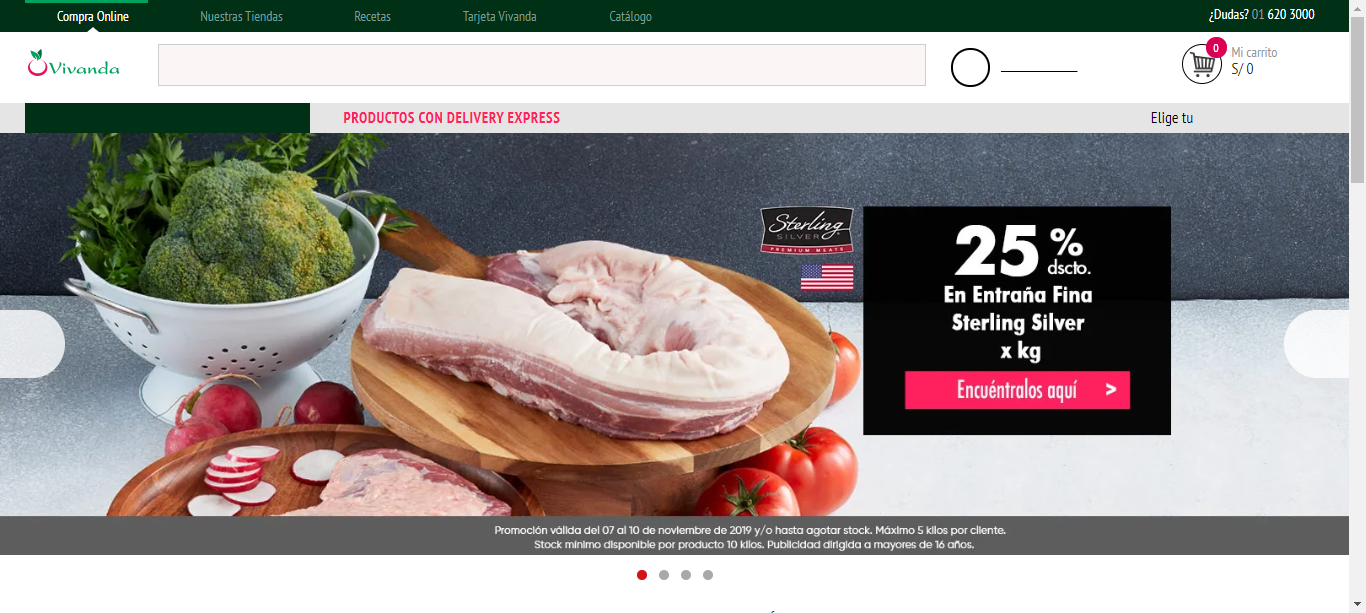 Compra Online
Nuestras Tiendas
Recetas
Tarjeta Vivanda
Catálogo
¿Dudas? 01 620 3000
Vivanda
0
Mi carrito
S/ 0
PRODUCTOS CON DELIVERY EXPRESS
Elige tu
Sterling
SILVER
PREMIUM MEATS
25%
dscto.
En Entraña Fina
Sterling Silver
x kg
Encuéntralos aquí >
Promoción válida del 07 al 10 de noviembre de 2019 y/o hasta agotar stock. Máximo 5 kilos por cliente.
Stock mínimo disponible por producto 10 kilos. Publicidad dirigida a mayores de 16 años.